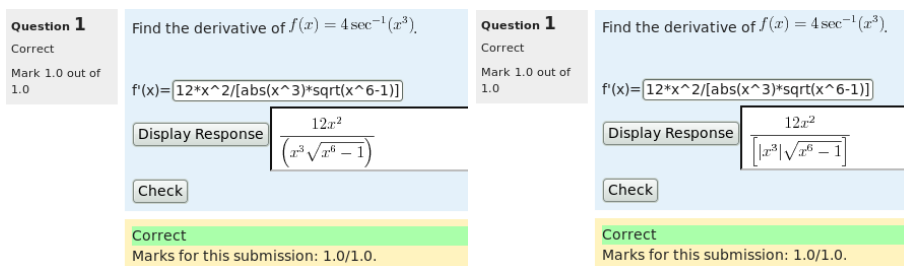 Question 1
Correct
Mark 1.0 out of
1.0
Find the derivative of f(x) = 4 sec⁻¹(x³).
f'(x)= 12*x^2/[abs(x^3)*sqrt(x^6-1)]
Display Response
12x²
(x³√(x⁶ − 1))
Check
Correct
Marks for this submission: 1.0/1.0.
Question 1
Correct
Mark 1.0 out of
1.0
Find the derivative of f(x) = 4 sec⁻¹(x³).
f'(x)= 12*x^2/[abs(x^3)*sqrt(x^6-1)]
Display Response
12x²
[|x³|√(x⁶ − 1)]
Check
Correct
Marks for this submission: 1.0/1.0.